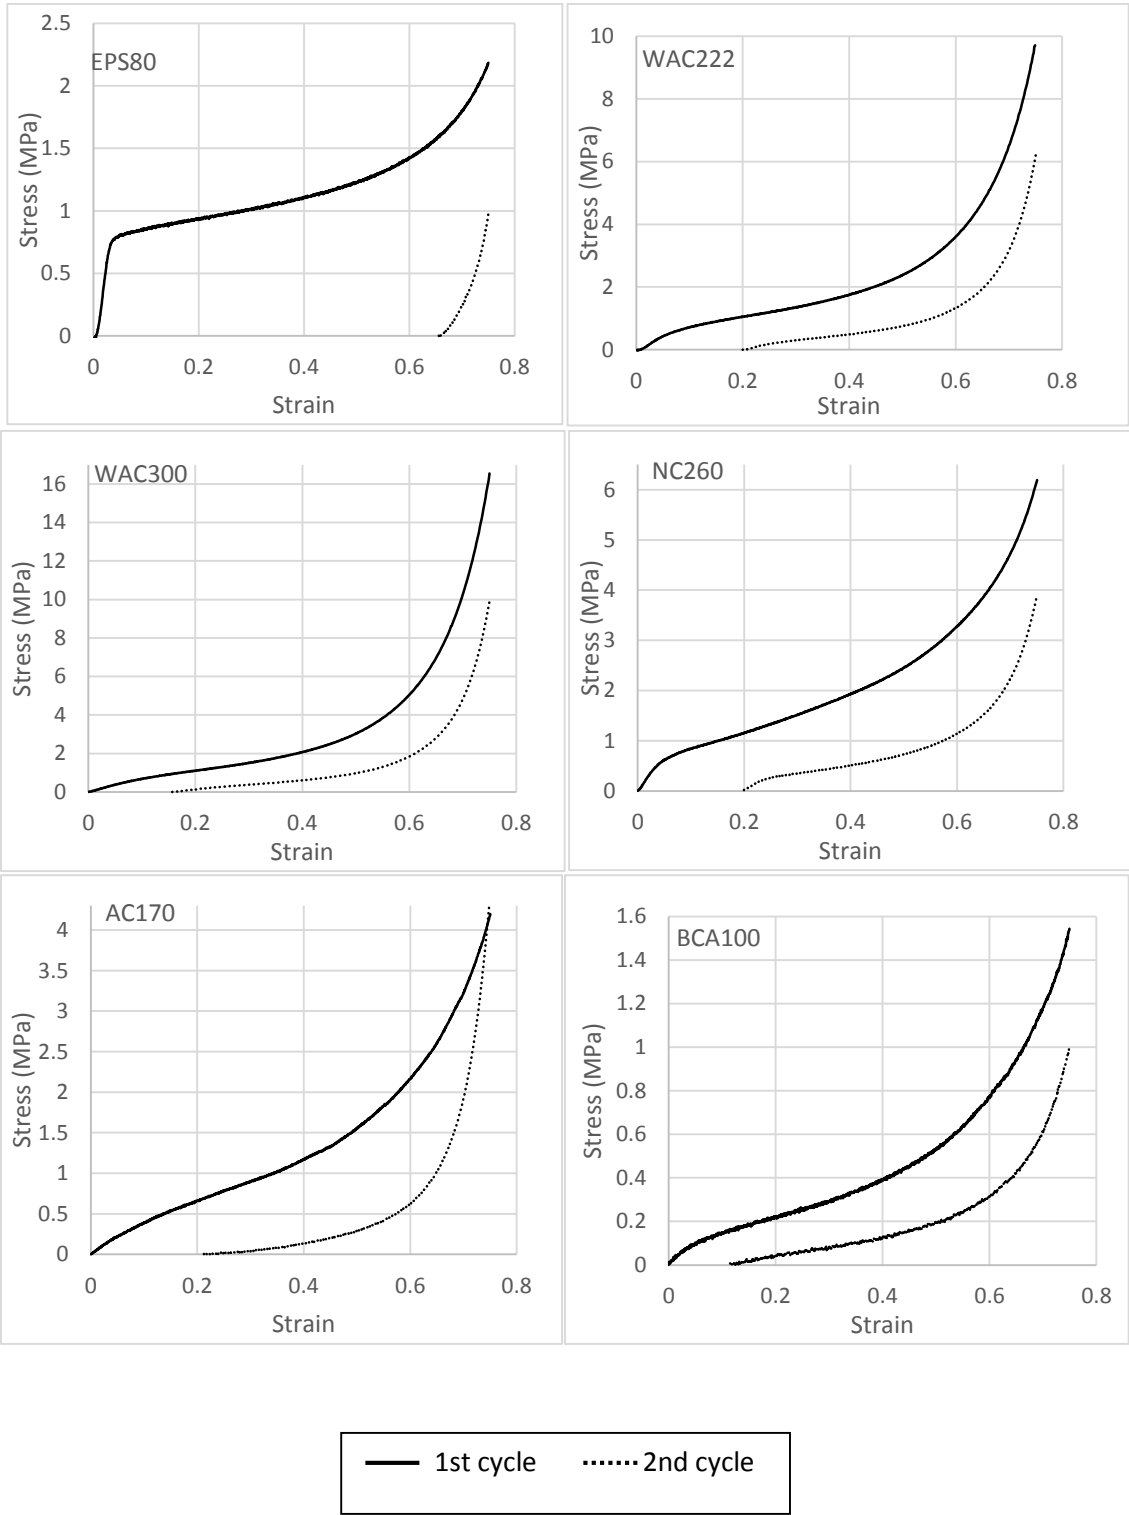 EPS80
2.5
2
1.5
1
0.5
0
0 0.2 0.4 0.6 0.8
Stress (MPa)
Strain
WAC222
10
8
6
4
2
0
0 0.2 0.4 0.6 0.8
Stress (MPa)
Strain
WAC300
16
14
12
10
8
6
4
2
0
0 0.2 0.4 0.6 0.8
Stress (MPa)
Strain
NC260
6
5
4
3
2
1
0
0 0.2 0.4 0.6 0.8
Stress (MPa)
Strain
AC170
4
3.5
3
2.5
2
1.5
1
0.5
0
0 0.2 0.4 0.6 0.8
Stress (MPa)
Strain
BCA100
1.6
1.4
1.2
1
0.8
0.6
0.4
0.2
0
0 0.2 0.4 0.6 0.8
Stress (MPa)
Strain
1st cycle 2nd cycle